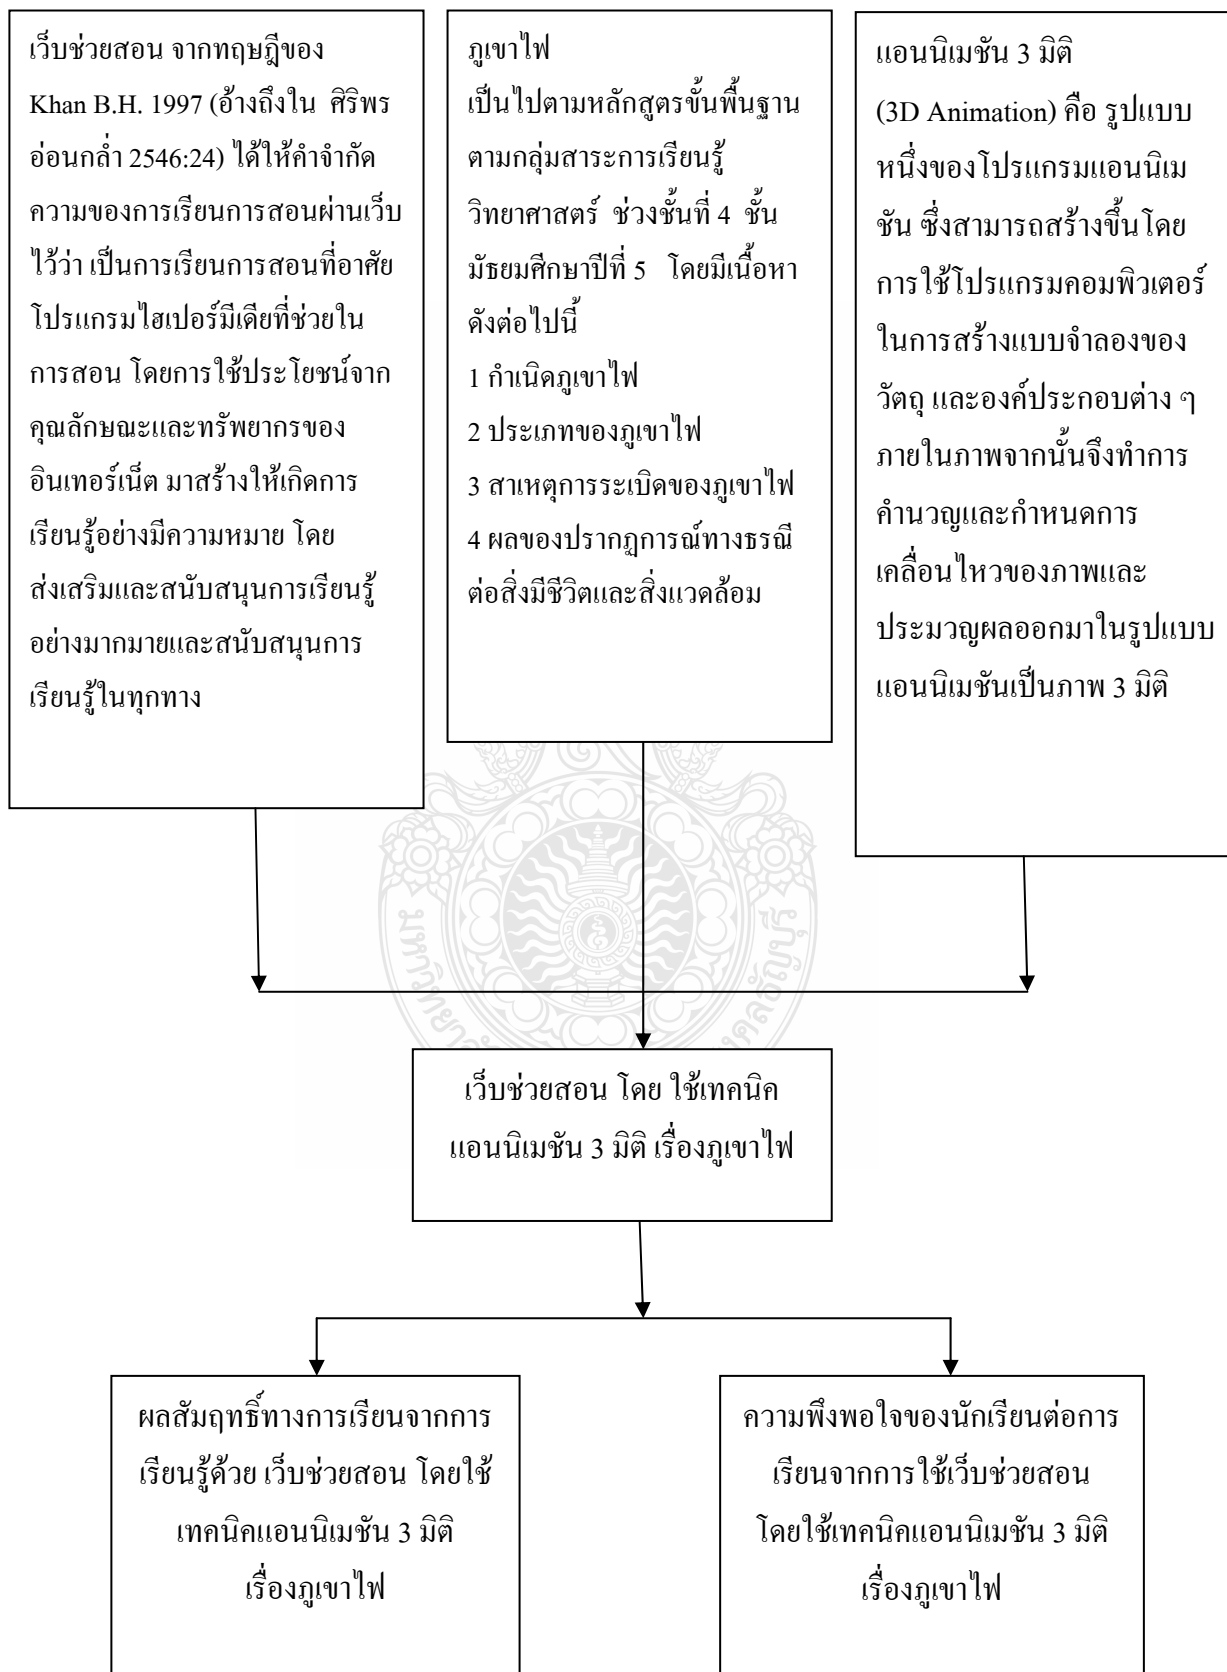 เว็บช่วยสอน จากทฤษฎีของ
Khan B.H. 1997 (อ้างถึงใน ศิริพร
อ่อนกล่ำ 2546:24) ได้ให้คำจำกัด
ความของการเรียนการสอนผ่านเว็บ
ไว้ว่า เป็นการเรียนการสอนที่อาศัย
โปรแกรมไฮเปอร์มีเดียที่ช่วยใน
การสอน โดยการใช้ประโยชน์จาก
คุณลักษณะและทรัพยากรของ
อินเทอร์เน็ต มาสร้างให้เกิดการ
เรียนรู้อย่างมีความหมาย โดย
ส่งเสริมและสนับสนุนการเรียนรู้
อย่างมากมายและสนับสนุนการ
เรียนรู้ในทุกทาง
ภูเขาไฟ
เป็นไปตามหลักสูตรขั้นพื้นฐาน
ตามกลุ่มสาระการเรียนรู้
วิทยาศาสตร์ ช่วงชั้นที่ 4 ชั้น
มัธยมศึกษาปีที่ 5 โดยมีเนื้อหา
ดังต่อไปนี้
1 กำเนิดภูเขาไฟ
2 ประเภทของภูเขาไฟ
3 สาเหตุการระเบิดของภูเขาไฟ
4 ผลของปรากฏการณ์ทางธรณี
ต่อสิ่งมีชีวิตและสิ่งแวดล้อม
แอนนิเมชัน 3 มิติ
(3D Animation) คือ รูปแบบ
หนึ่งของโปรแกรมแอนนิเม
ชัน ซึ่งสามารถสร้างขึ้นโดย
การใช้โปรแกรมคอมพิวเตอร์
ในการสร้างแบบจำลองของ
วัตถุ และองค์ประกอบต่าง ๆ
ภายในภาพจากนั้นจึงทำการ
คำนวญและกำหนดการ
เคลื่อนไหวของภาพและ
ประมวญผลออกมาในรูปแบบ
แอนนิเมชันเป็นภาพ 3 มิติ
เว็บช่วยสอน โดย ใช้เทคนิค
แอนนิเมชัน 3 มิติ เรื่องภูเขาไฟ
ผลสัมฤทธิ์ทางการเรียนจากการ
เรียนรู้ด้วย เว็บช่วยสอน โดยใช้
เทคนิคแอนนิเมชัน 3 มิติ
เรื่องภูเขาไฟ
ความพึงพอใจของนักเรียนต่อการ
เรียนจากการใช้เว็บช่วยสอน
โดยใช้เทคนิคแอนนิเมชัน 3 มิติ
เรื่องภูเขาไฟ